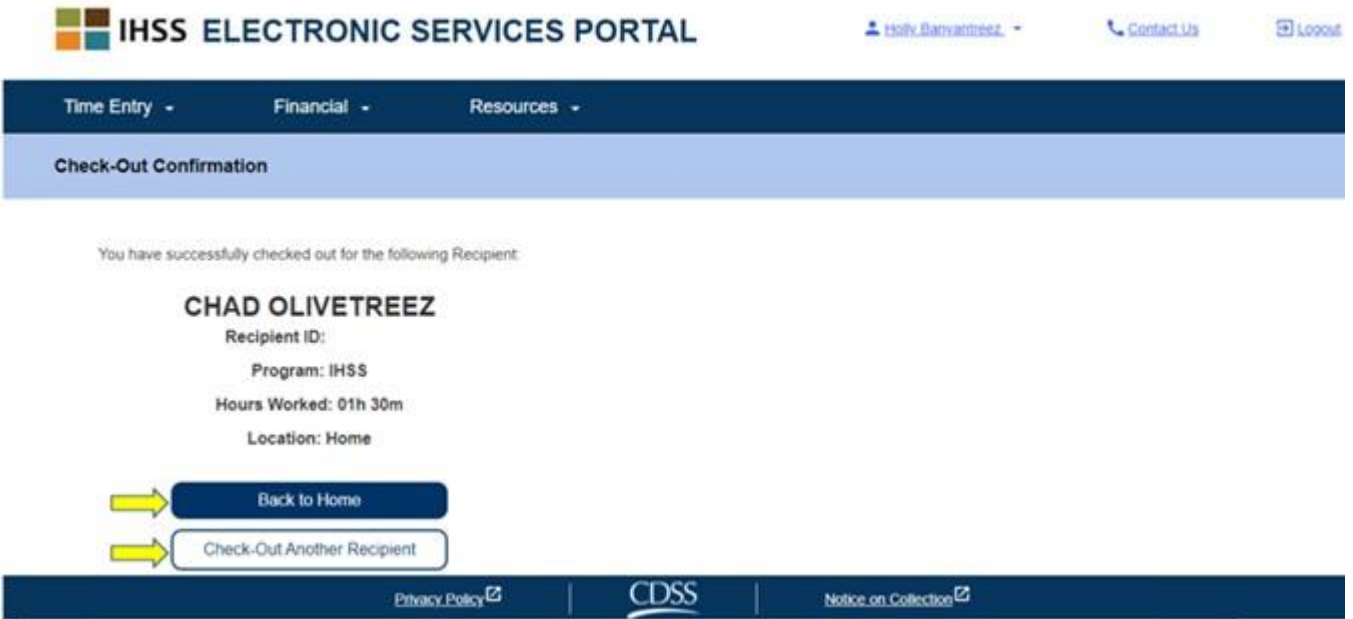 IHSS ELECTRONIC SERVICES PORTAL
Holly Banyantreez
Contact Us
Logout
Time Entry
Financial
Resources
Check-Out Confirmation
You have successfully checked out for the following Recipient:
CHAD OLIVETREEZ
Recipient ID:
Program: IHSS
Hours Worked: 01h 30m
Location: Home
Back to Home
Check-Out Another Recipient
Privacy Policy
CDSS
Notice on Collection